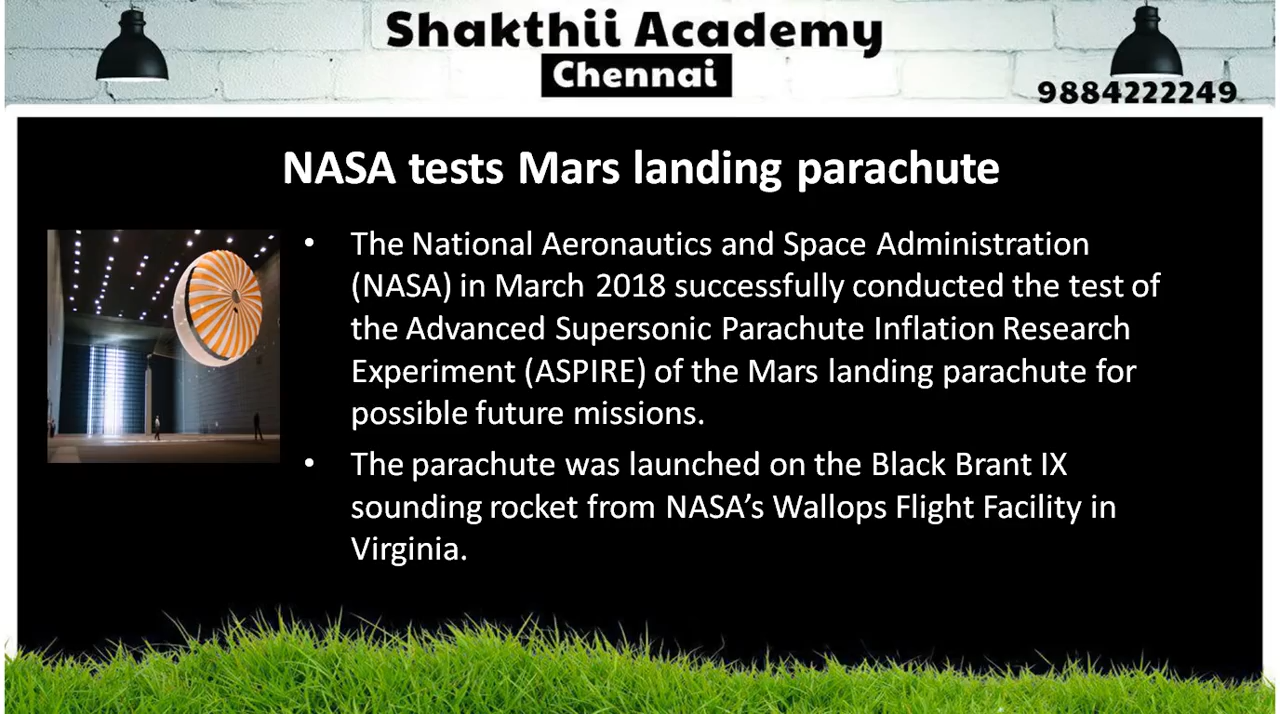 Shakthii Academy
Chennai
9884222249
NASA tests Mars landing parachute
• The National Aeronautics and Space Administration
(NASA) in March 2018 successfully conducted the test of
the Advanced Supersonic Parachute Inflation Research
Experiment (ASPIRE) of the Mars landing parachute for
possible future missions.
• The parachute was launched on the Black Brant IX
sounding rocket from NASA’s Wallops Flight Facility in
Virginia.